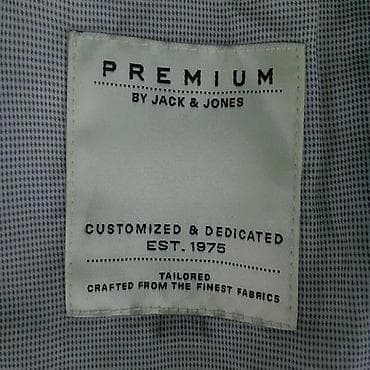 PREMIUM
BY JACK & JONES
CUSTOMIZED & DEDICATED
EST. 1975
TAILORED
CRAFTED FROM THE FINEST FABRICS